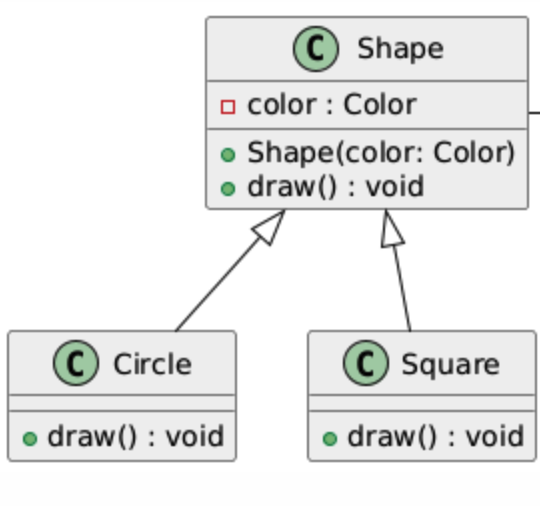 C Shape
color : Color
Shape(color: Color)
draw() : void
C Circle
draw() : void
C Square
draw() : void